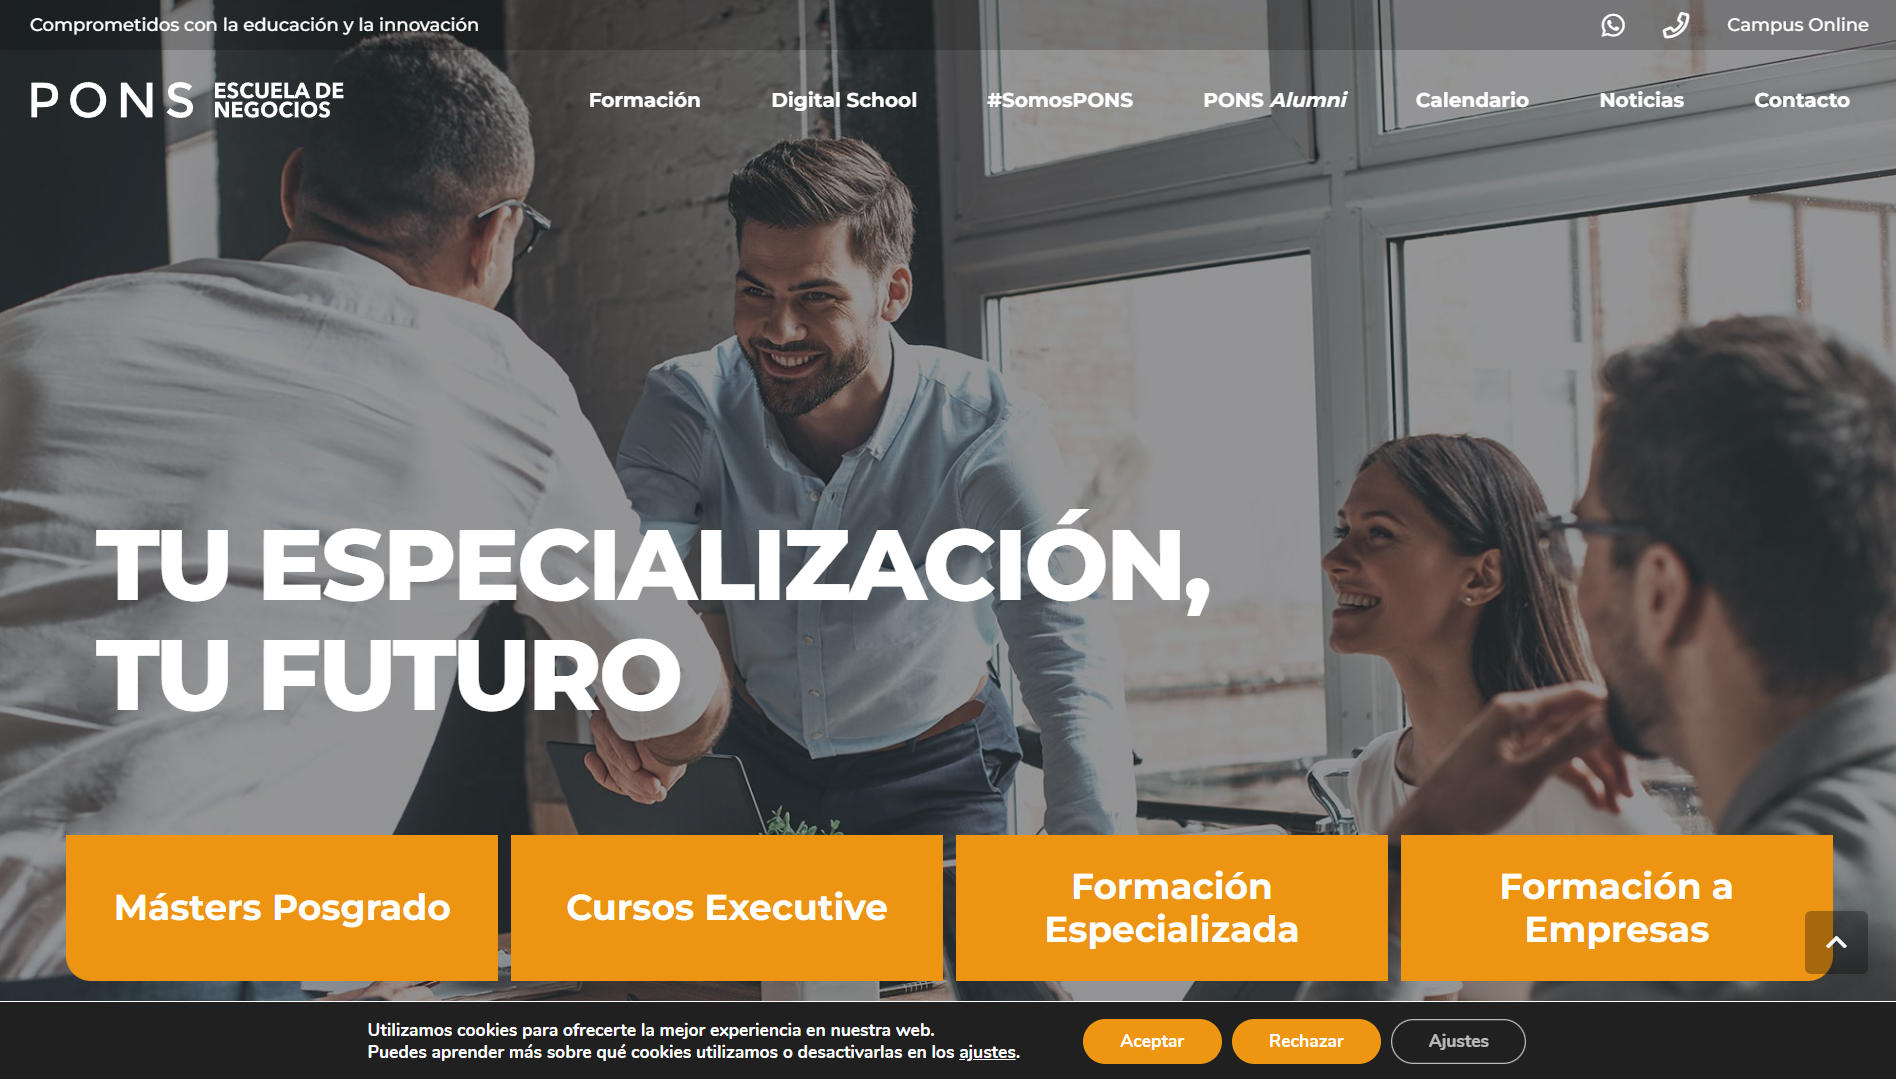 Comprometidos con la educación y la innovación
Campus Online
PONS ESCUELA DE NEGOCIOS
Formación
Digital School
#SomosPONS
PONS Alumni
Calendario
Noticias
Contacto
TU ESPECIALIZACIÓN,
TU FUTURO
Másters Posgrado
Cursos Executive
Formación
Especializada
Formación a
Empresas
Utilizamos cookies para ofrecerte la mejor experiencia en nuestra web.
Puedes aprender más sobre qué cookies utilizamos o desactivarlas en los ajustes.
Aceptar
Rechazar
Ajustes